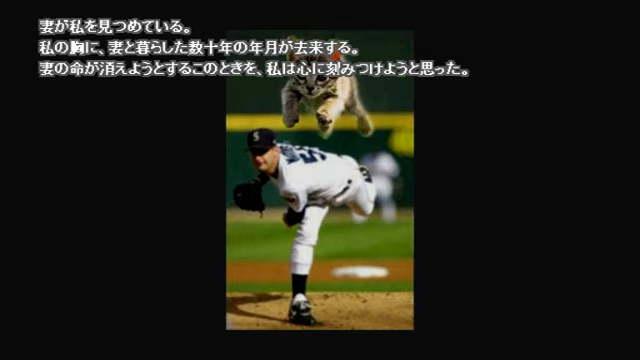 妻が私を見つめている。
私の胸に、妻と暮らした数十年の年月が去来する。
妻の命が消えようとするこのときを、私は心に刻みつけようと思った。
S